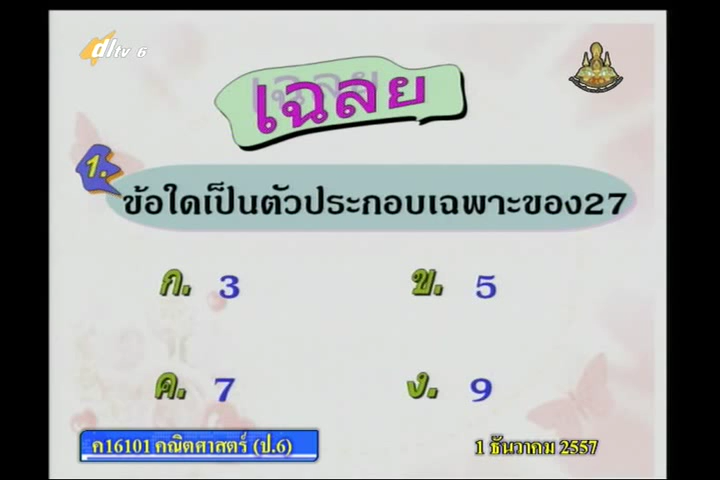 dltv 6
เฉลย
1.
ข้อใดเป็นตัวประกอบเฉพาะของ27
ก. 3
ข. 5
ค. 7
ง. 9
ค16101 คณิตศาสตร์ (ป.6)
1 ธันวาคม 2557